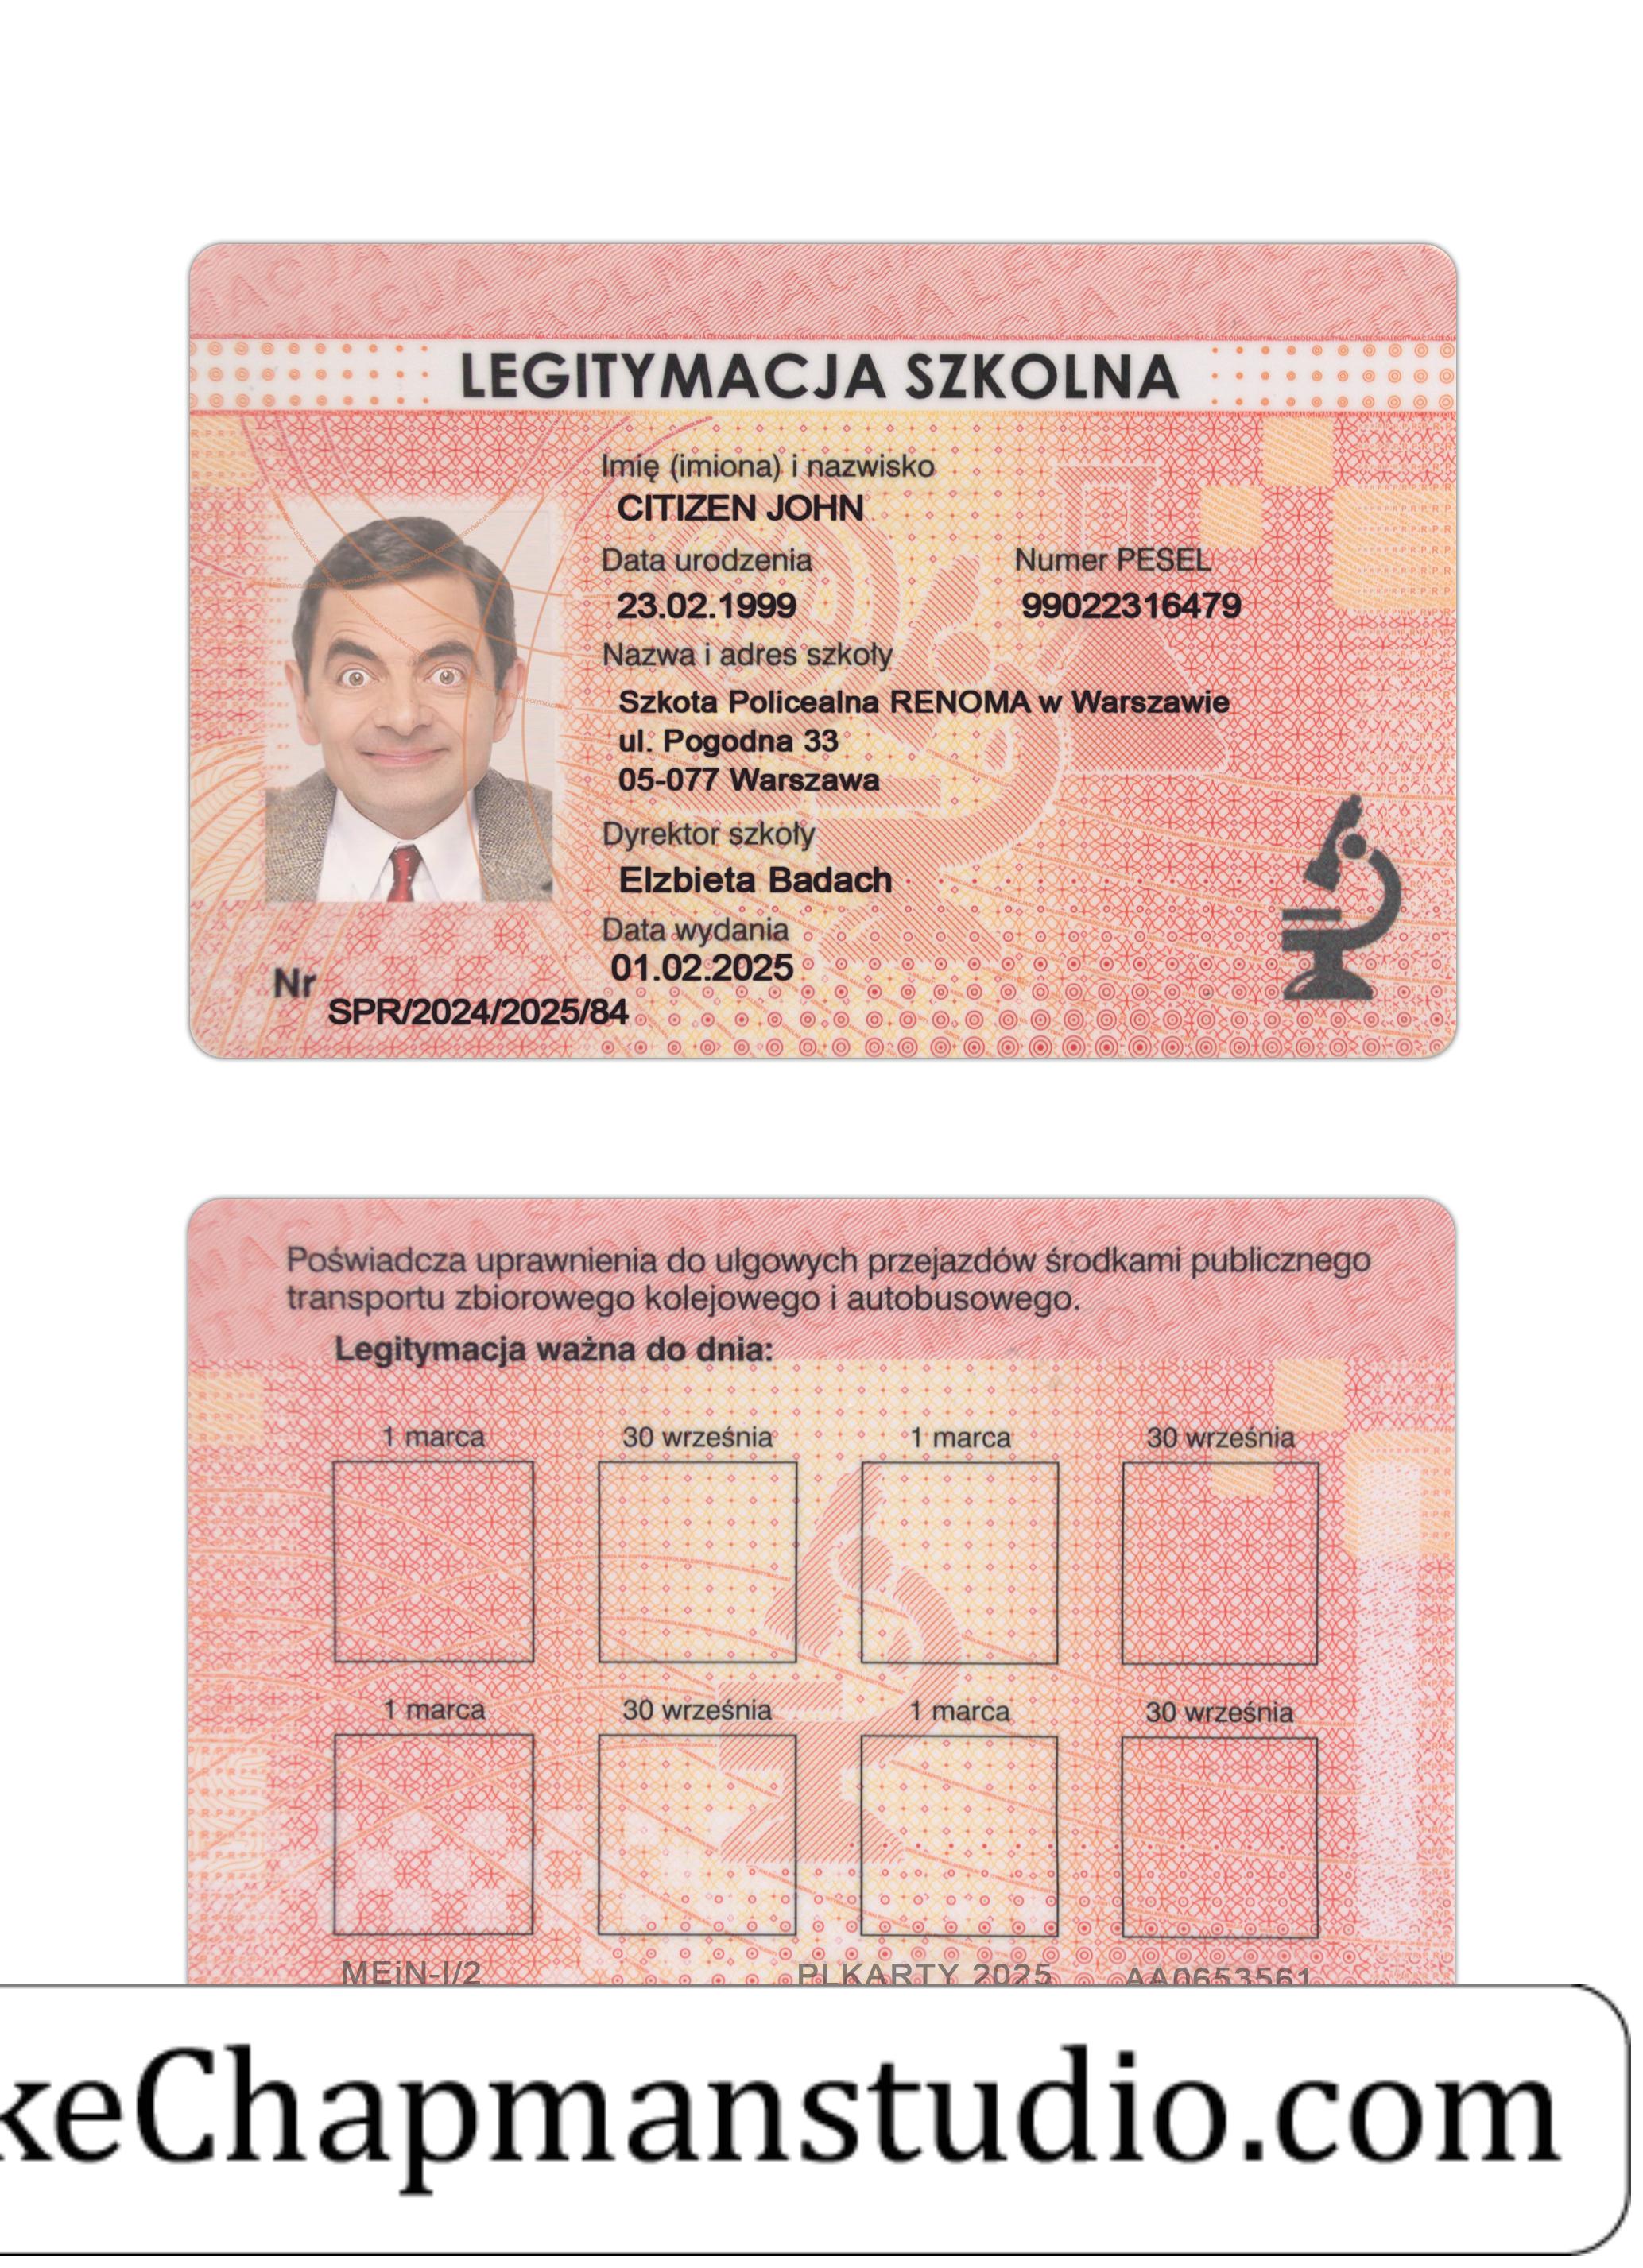 LEGITYMACJA SZKOLNA
Imię (imiona) i nazwisko
CITIZEN JOHN
Data urodzenia Numer PESEL
23.02.1999 99022316479
Nazwa i adres szkoły
Szkota Policealna RENOMA w Warszawie
ul. Pogodna 33
05-077 Warszawa
Dyrektor szkoły
Elzbieta Badach
Data wydania
01.02.2025
Nr
SPR/2024/2025/84
Poświadcza uprawnienia do ulgowych przejazdów środkami publicznego
transportu zbiorowego kolejowego i autobusowego.
Legitymacja ważna do dnia:
1 marca 30 września 1 marca 30 września
1 marca 30 września 1 marca 30 września
MEiN-I/2 PLKARTY 2025 AA0653561
keChapmanstudio.com